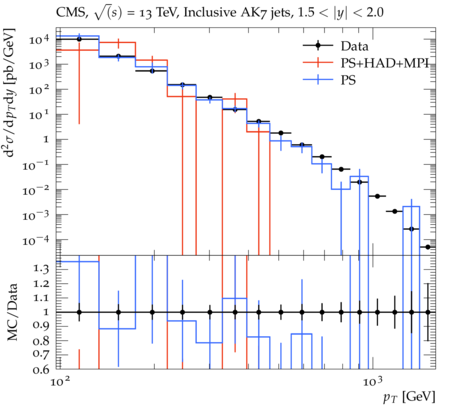 CMS, √(s) = 13 TeV, Inclusive AK7 jets, 1.5 < |y| < 2.0
d²σ/dp_T dy [pb/GeV]
Data
PS+HAD+MPI
PS
10⁴
10³
10²
10¹
1
10⁻¹
10⁻²
10⁻³
10⁻⁴
MC/Data
1.3
1.2
1.1
1
0.9
0.8
0.7
0.6
10²
10³
p_T [GeV]